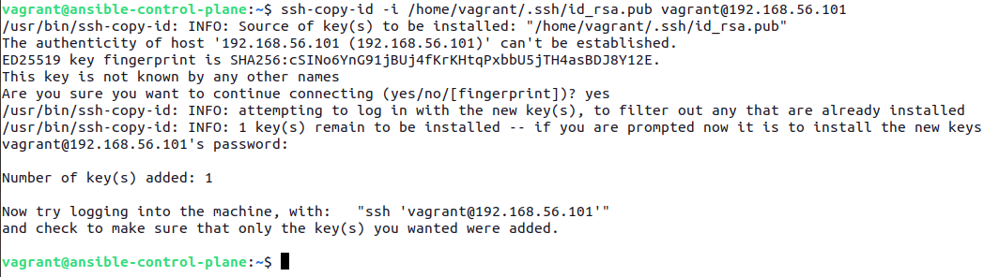 vagrant@ansible-control-plane:~$ ssh-copy-id -i /home/vagrant/.ssh/id_rsa.pub vagrant@192.168.56.101
/usr/bin/ssh-copy-id: INFO: Source of key(s) to be installed: "/home/vagrant/.ssh/id_rsa.pub"
The authenticity of host '192.168.56.101 (192.168.56.101)' can't be established.
ED25519 key fingerprint is SHA256:cSINo6YnG91jBUj4fKrKHtqPxbbU5jTH4asBDJ8Y12E.
This key is not known by any other names
Are you sure you want to continue connecting (yes/no/[fingerprint])? yes
/usr/bin/ssh-copy-id: INFO: attempting to log in with the new key(s), to filter out any that are already installed
/usr/bin/ssh-copy-id: INFO: 1 key(s) remain to be installed -- if you are prompted now it is to install the new keys
vagrant@192.168.56.101's password:
Number of key(s) added: 1
Now try logging into the machine, with:   "ssh 'vagrant@192.168.56.101'"
and check to make sure that only the key(s) you wanted were added.
vagrant@ansible-control-plane:~$